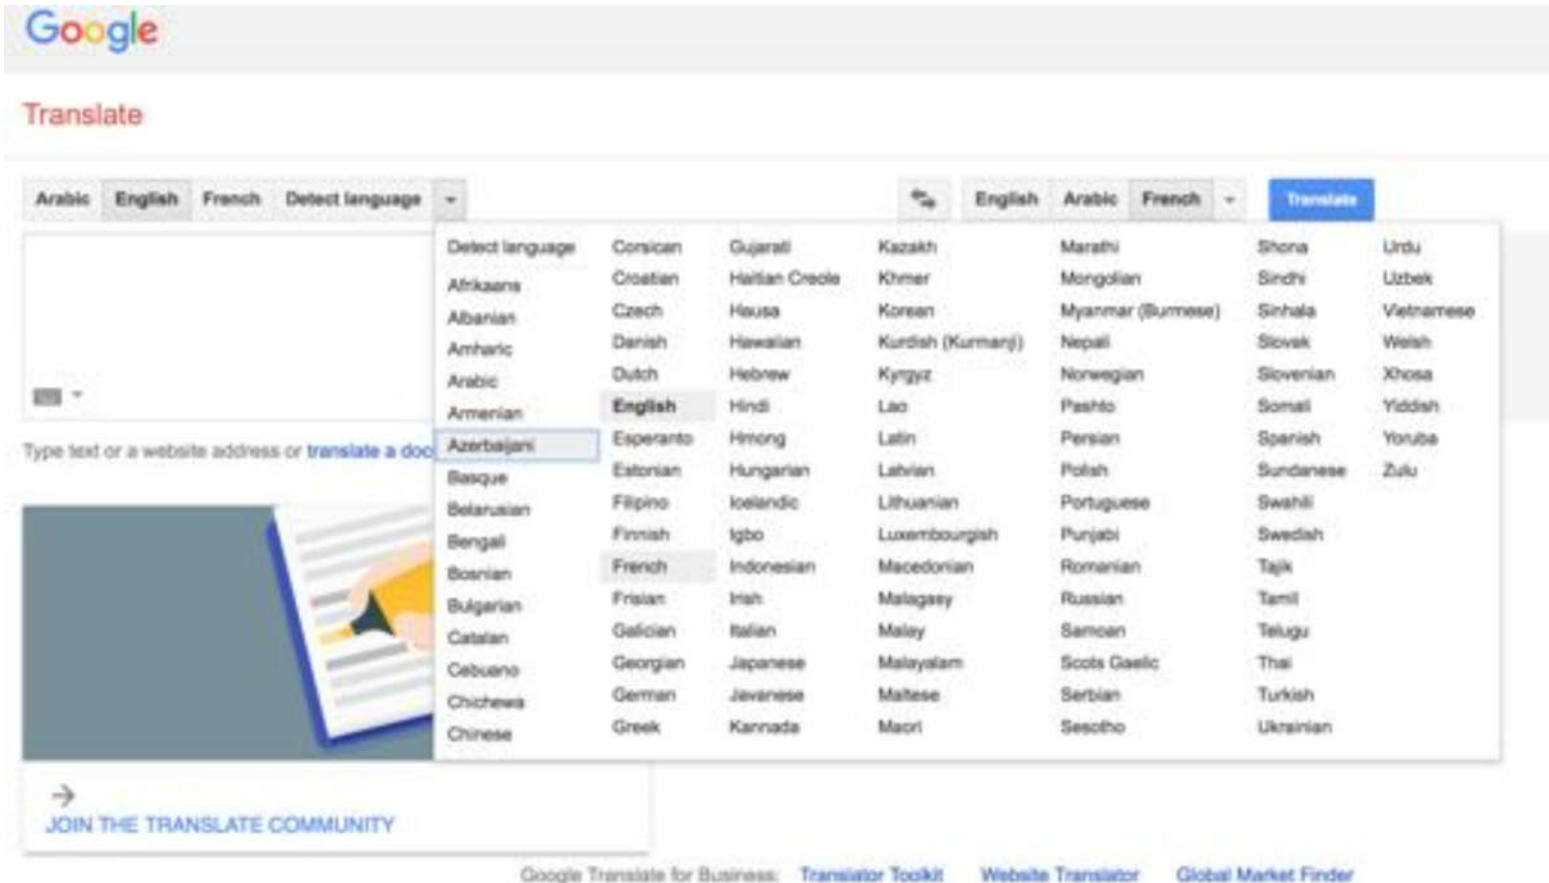 Google
Translate
Arabic English French Detect language
English Arabic French Translate
Detect language Corsican Gujarati Kazakh Marathi Shona Urdu
Afrikaans Croatian Haitian Creole Khmer Mongolian Sindhi Uzbek
Albanian Czech Hausa Korean Myanmar (Burmese) Sinhala Vietnamese
Amharic Danish Hawaiian Kurdish (Kurmanji) Nepali Slovak Welsh
Arabic Dutch Hebrew Kyrgyz Norwegian Slovenian Xhosa
Armenian English Hindi Lao Pashto Somali Yiddish
Azerbaijani Esperanto Hmong Latin Persian Spanish Yoruba
Basque Estonian Hungarian Latvian Polish Sundanese Zulu
Belarusian Filipino Icelandic Lithuanian Portuguese Swahili
Bengali Finnish Igbo Luxembourgish Punjabi Swedish
Bosnian French Indonesian Macedonian Romanian Tajik
Bulgarian Frisian Irish Malagasy Russian Tamil
Catalan Galician Italian Malay Samoan Telugu
Cebuano Georgian Japanese Malayalam Scots Gaelic Thai
Chichewa German Javanese Maltese Serbian Turkish
Chinese Greek Kannada Maori Sesotho Ukrainian
Type text or a website address or translate a doc
JOIN THE TRANSLATE COMMUNITY
Google Translate for Business: Translator Toolkit Website Translator Global Market Finder